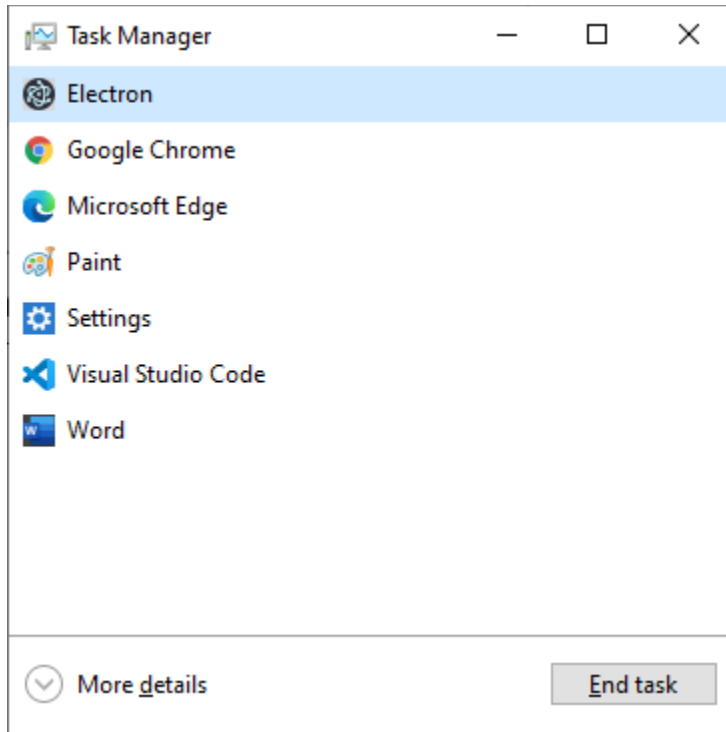 Task Manager
Electron
Google Chrome
Microsoft Edge
Paint
Settings
Visual Studio Code
Word
More details
End task